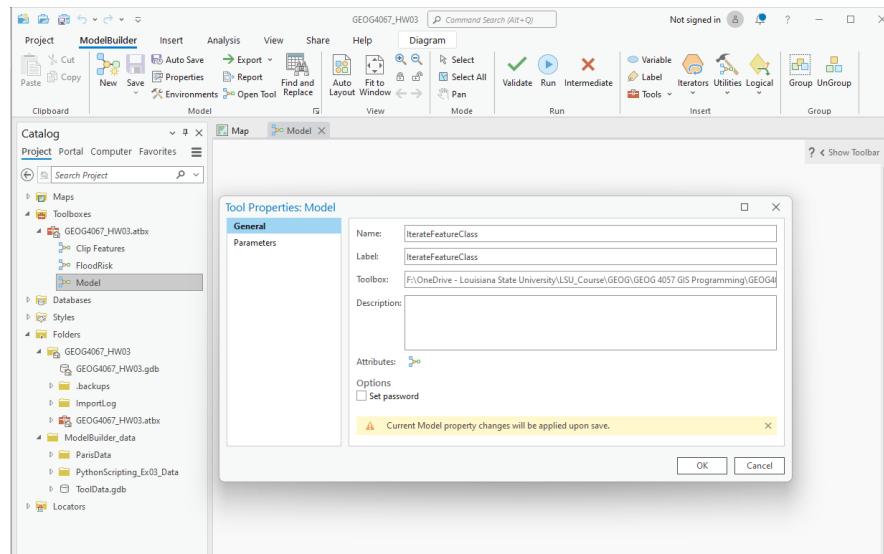 GEOG4067_HW03
Command Search (Alt+Q)
Not signed in
?
Project ModelBuilder Insert Analysis View Share Help Diagram
Paste
Cut
Copy
Clipboard
New
Save
Auto Save
Properties
Environments
Export
Report
Open Tool
Find and Replace
Model
Auto Layout
Fit to Window
View
Select
Select All
Pan
Mode
Validate
Run
Intermediate
Run
Variable
Label
Tools
Iterators
Utilities
Logical
Insert
Group
UnGroup
Group
Catalog
Project Portal Computer Favorites
Search Project
Maps
Toolboxes
GEOG4067_HW03.atbx
Clip Features
FloodRisk
Model
Databases
Styles
Folders
GEOG4067_HW03
GEOG4067_HW03.gdb
.backups
ImportLog
GEOG4067_HW03.atbx
ModelBuilder_data
ParisData
PythonScripting_Ex03_Data
ToolData.gdb
Locators
Map
Model
? < Show Toolbar
Tool Properties: Model
General
Parameters
Name: IterateFeatureClass
Label: IterateFeatureClass
Toolbox: F:\OneDrive - Louisiana State University\LSU_Course\GEOG\GEOG 4057 GIS Programming\GEOG4
Description:
Attributes:
Options
Set password
Current Model property changes will be applied upon save.
OK
Cancel